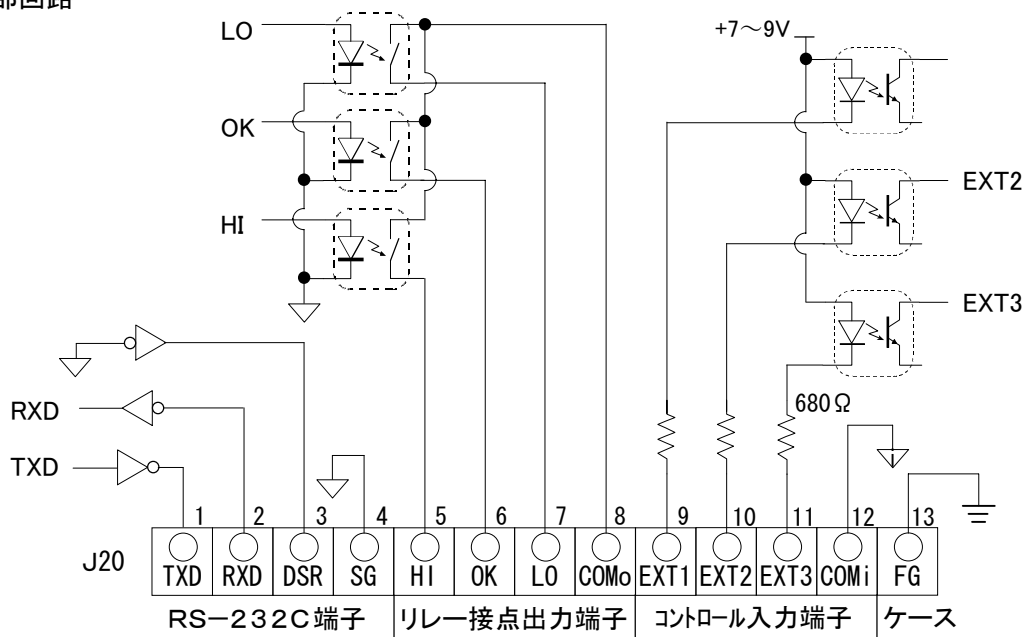 部回路
LO
+7～9V
OK
EXT2
HI
EXT3
RXD
680Ω
TXD
1 2 3 4 5 6 7 8 9 10 11 12 13
J20 TXD RXD DSR SG HI OK LO COMo EXT1 EXT2 EXT3 COMi FG
RS－232C端子 リレー接点出力端子 コントロール入力端子 ケース